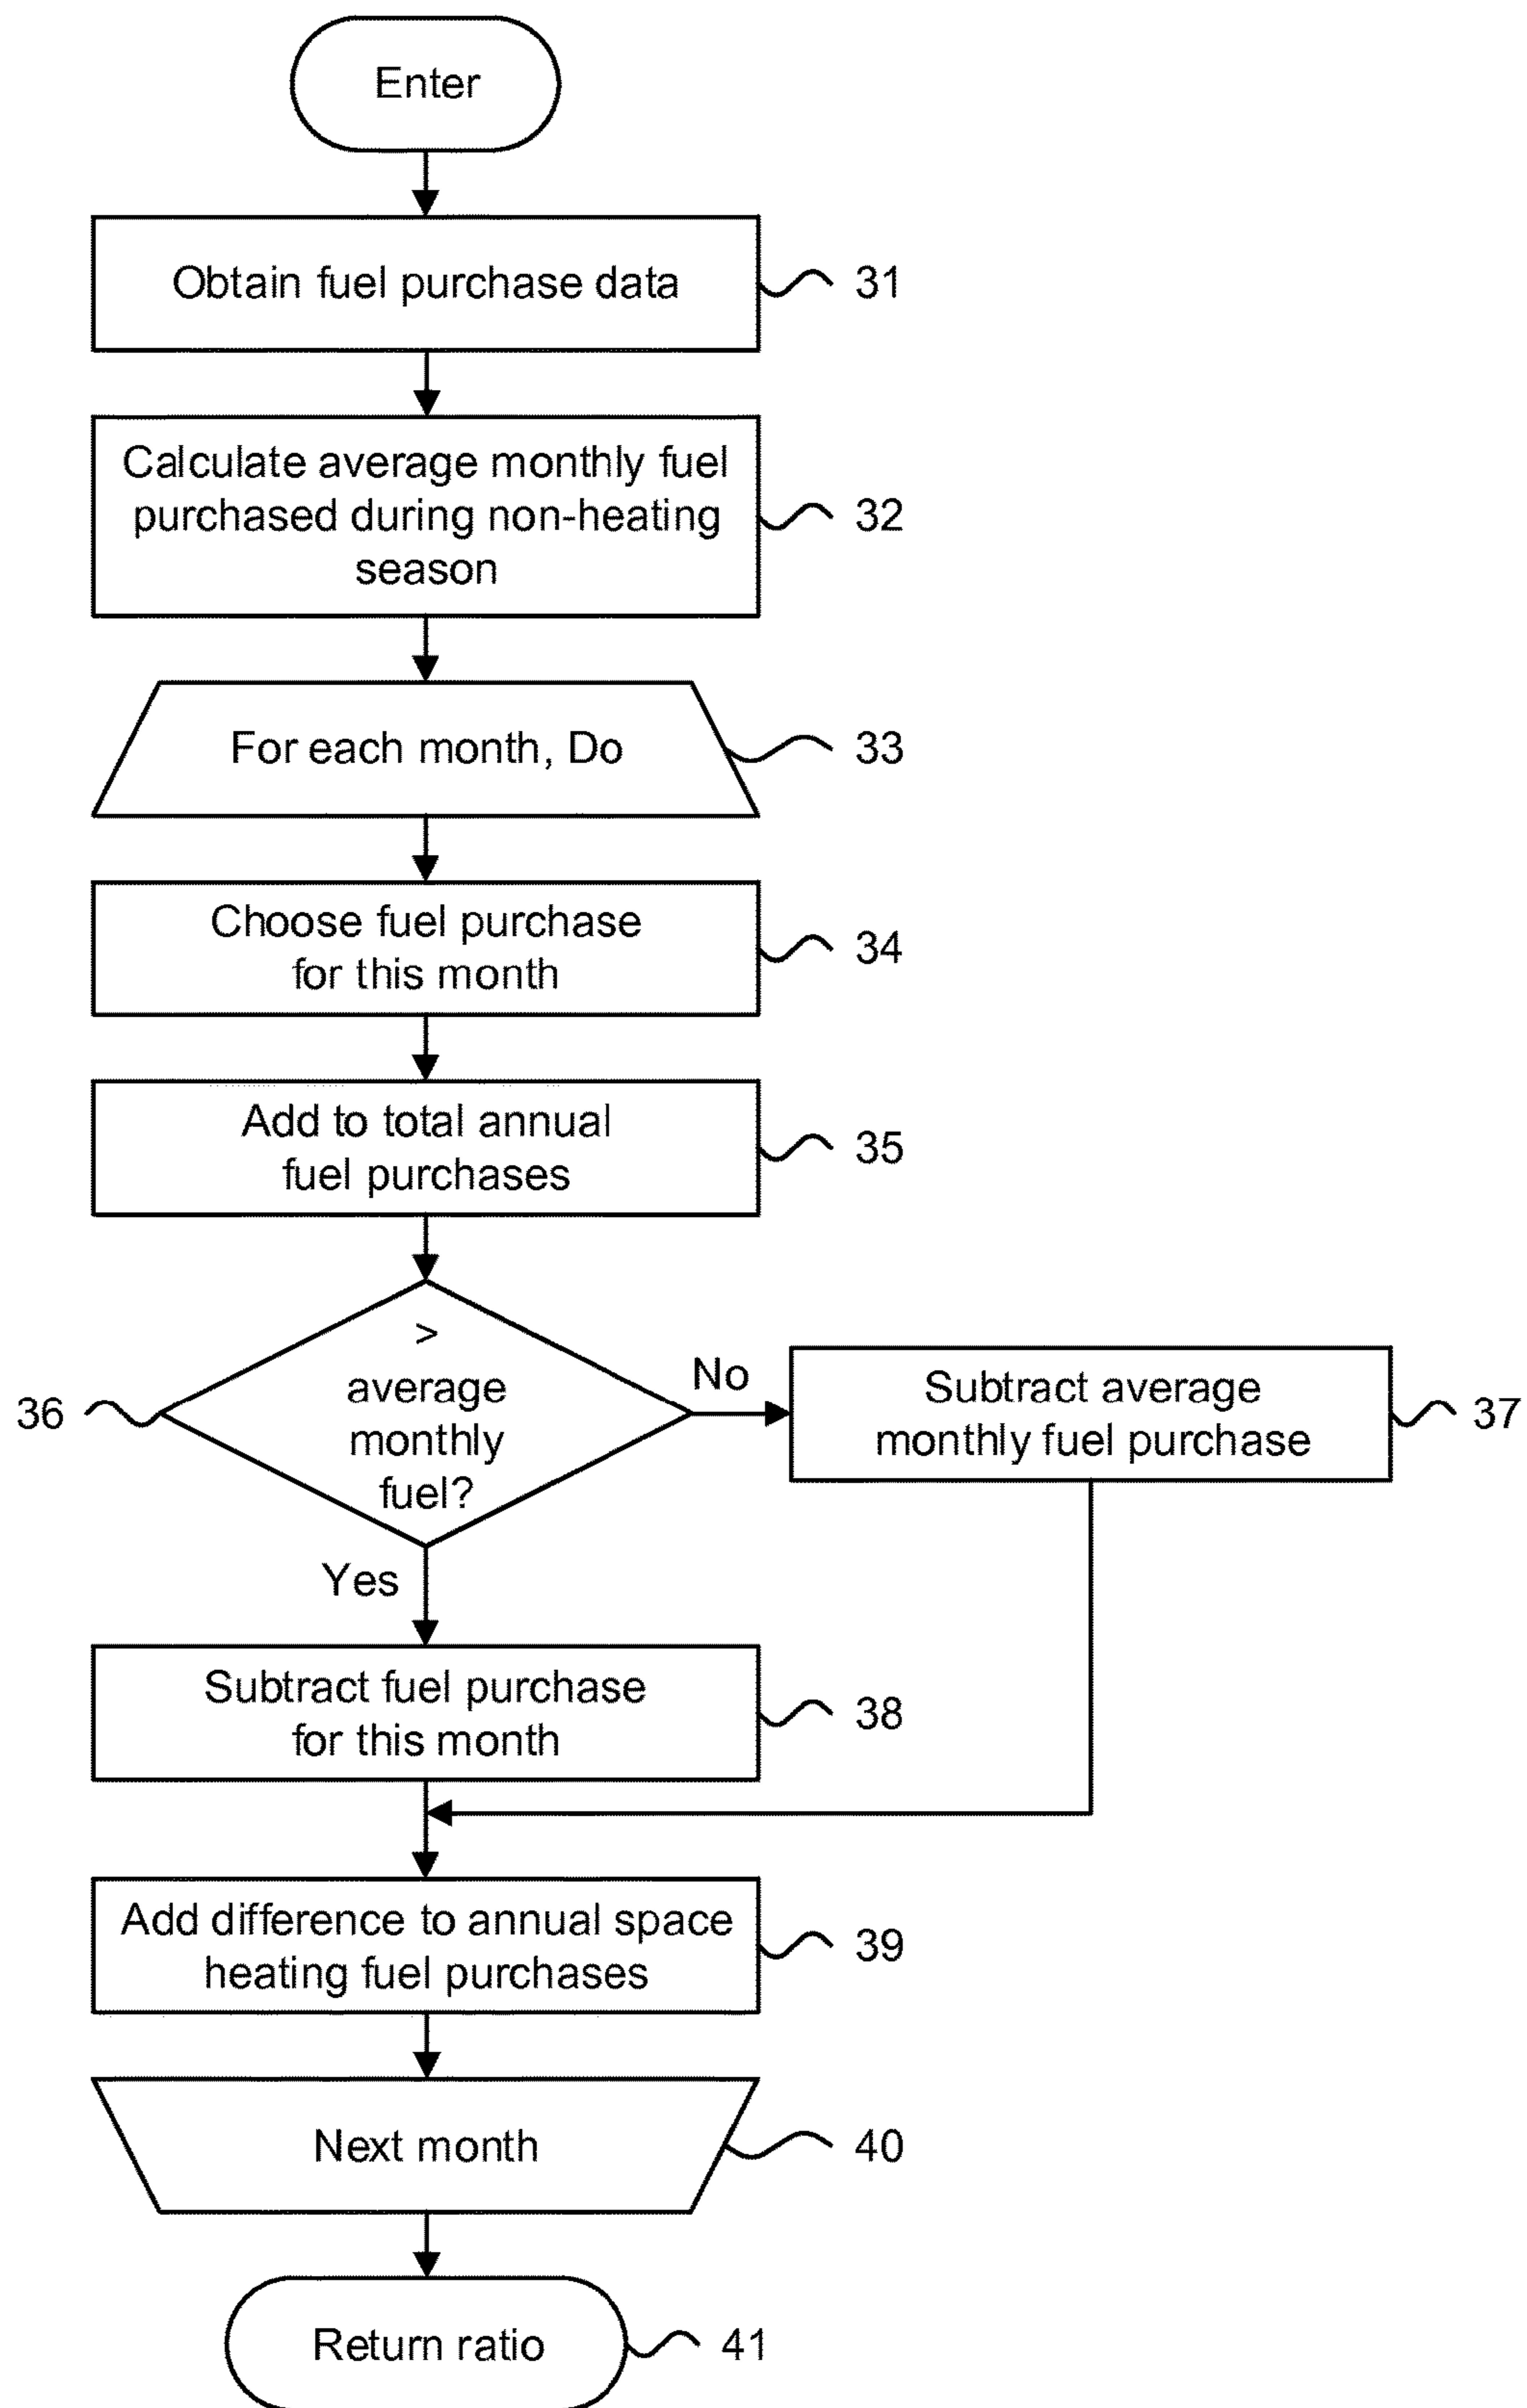 Enter
Obtain fuel purchase data
31
Calculate average monthly fuel
purchased during non-heating
season
32
For each month, Do
33
Choose fuel purchase
for this month
34
Add to total annual
fuel purchases
35
>
average
monthly
fuel?
36
No
Subtract average
monthly fuel purchase
37
Yes
Subtract fuel purchase
for this month
38
Add difference to annual space
heating fuel purchases
39
Next month
40
Return ratio
41